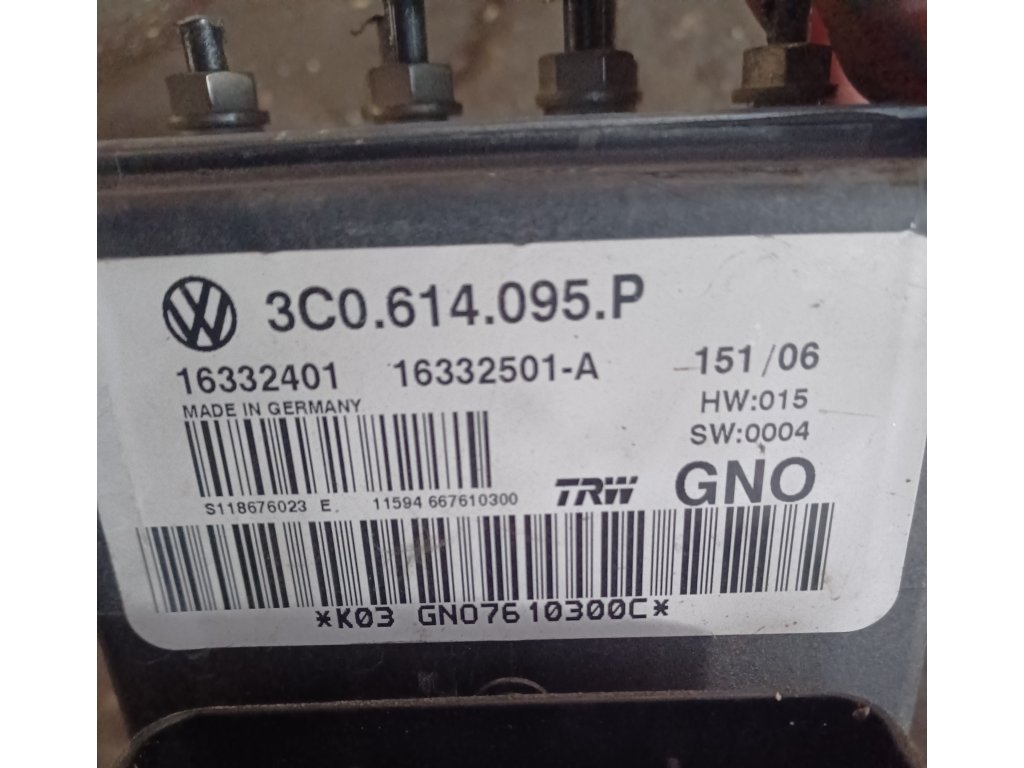 3C0.614.095.P
16332401 16332501-A 151/06
MADE IN GERMANY HW:015
SW:0004
S118676023 E. 11594 667610300 TRW GNO
*K03 GNO7610300C*